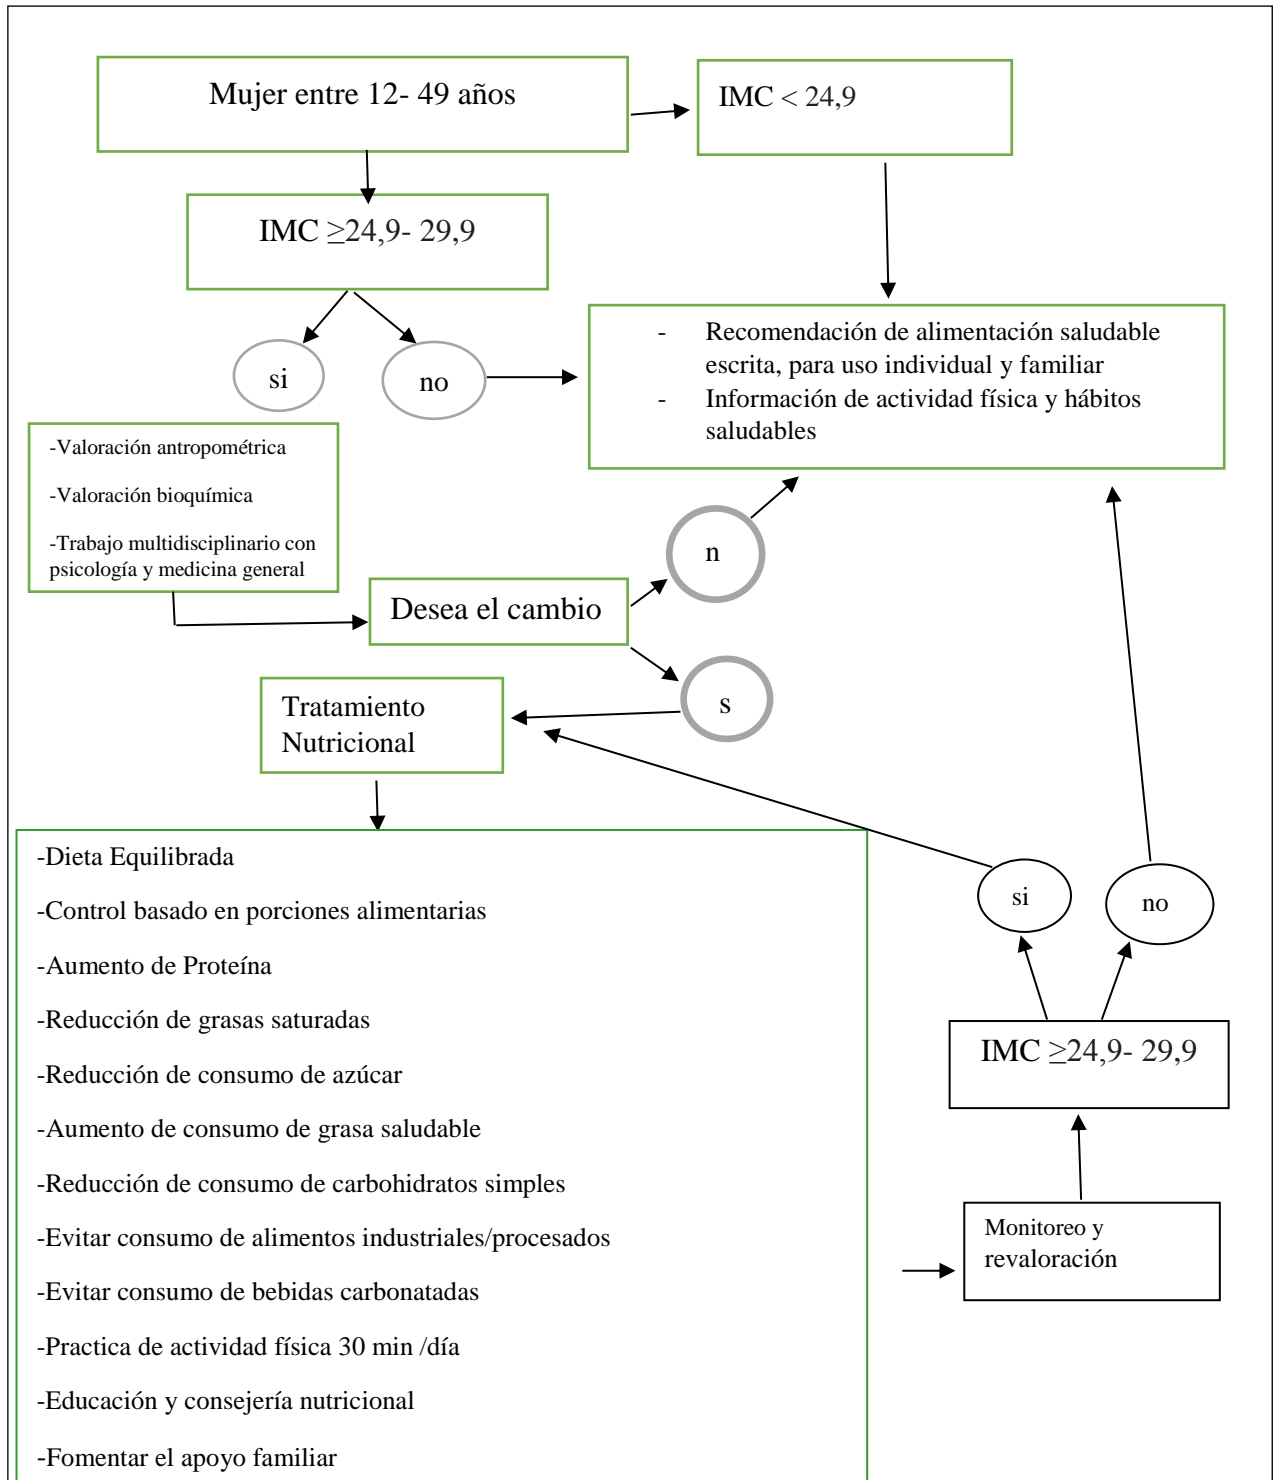 Mujer entre 12- 49 años
IMC < 24,9
IMC ≥24,9- 29,9
si
no
- Recomendación de alimentación saludable
escrita, para uso individual y familiar
- Información de actividad física y hábitos
saludables
-Valoración antropométrica
-Valoración bioquímica
-Trabajo multidisciplinario con
psicología y medicina general
Desea el cambio
n
s
Tratamiento
Nutricional
-Dieta Equilibrada
-Control basado en porciones alimentarias
-Aumento de Proteína
-Reducción de grasas saturadas
-Reducción de consumo de azúcar
-Aumento de consumo de grasa saludable
-Reducción de consumo de carbohidratos simples
-Evitar consumo de alimentos industriales/procesados
-Evitar consumo de bebidas carbonatadas
-Practica de actividad física 30 min /día
-Educación y consejería nutricional
-Fomentar el apoyo familiar
si
no
IMC ≥24,9- 29,9
Monitoreo y
revaloración